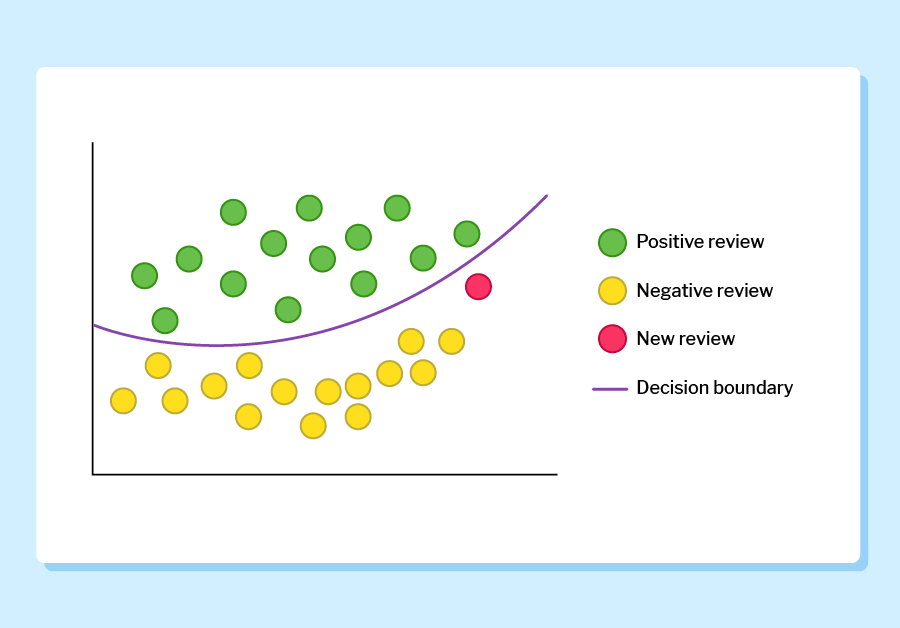 Positive review
Negative review
New review
Decision boundary